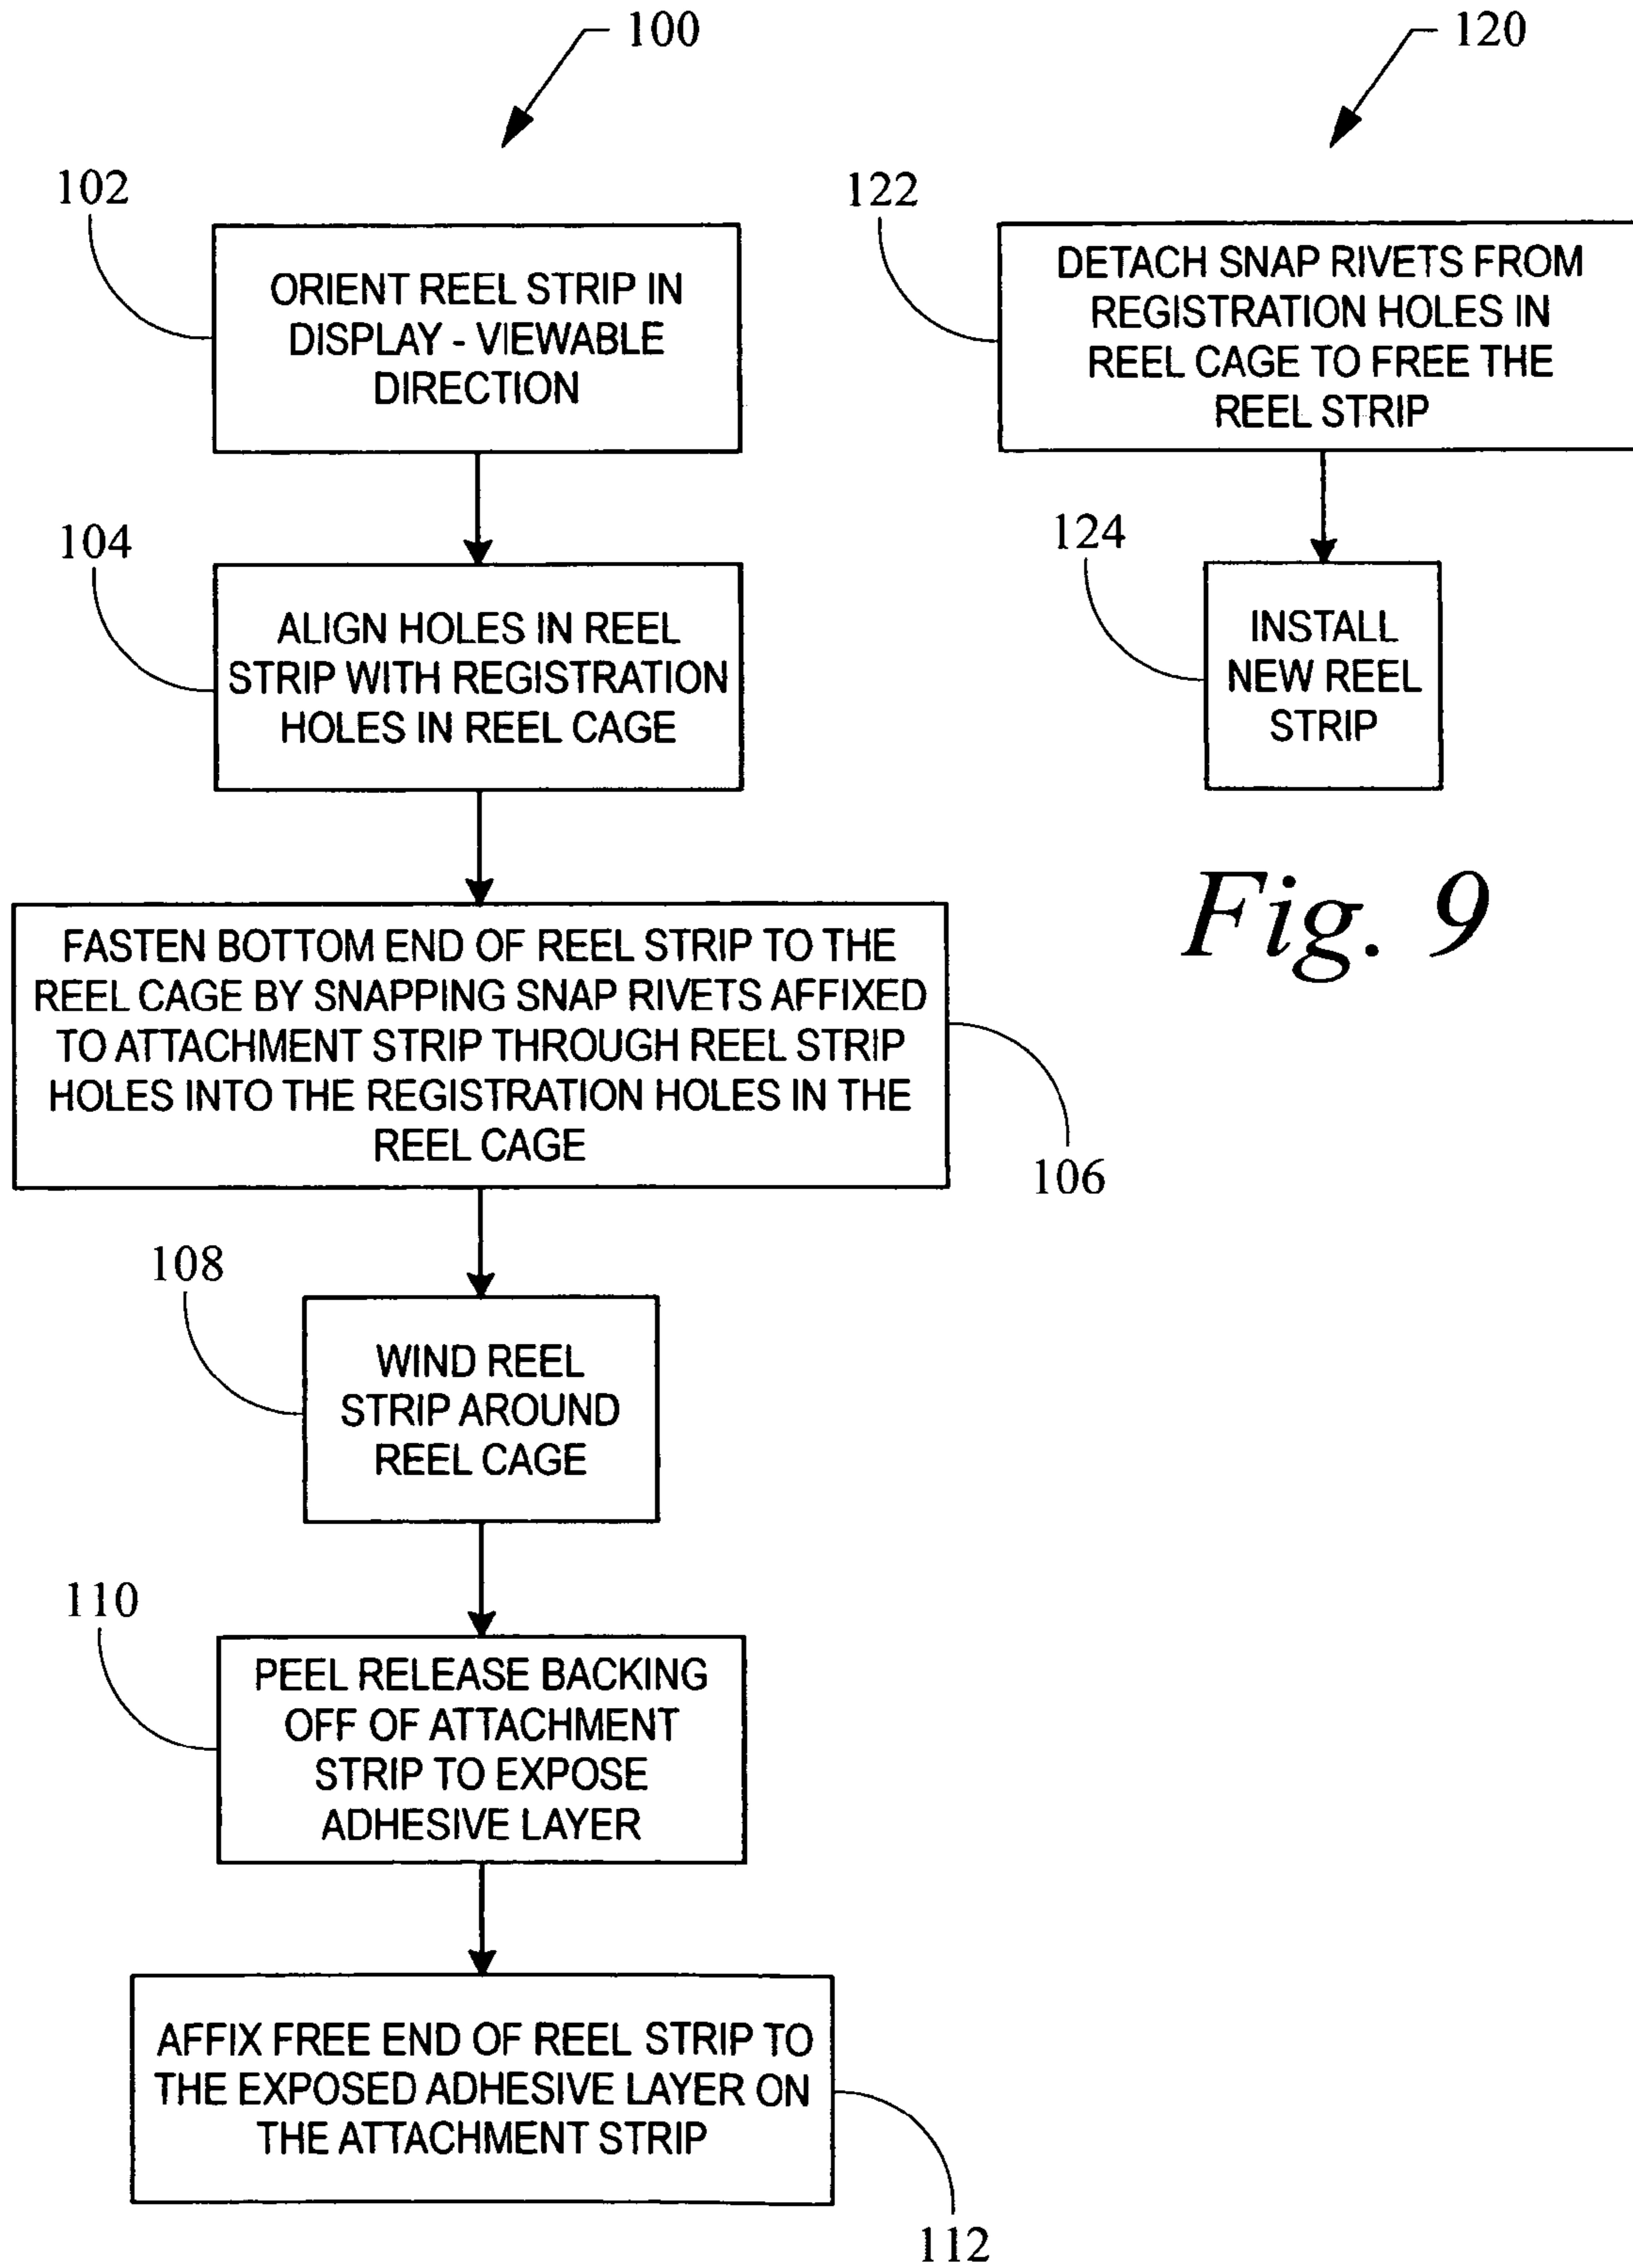 100
102
ORIENT REEL STRIP IN
DISPLAY - VIEWABLE
DIRECTION
104
ALIGN HOLES IN REEL
STRIP WITH REGISTRATION
HOLES IN REEL CAGE
FASTEN BOTTOM END OF REEL STRIP TO THE
REEL CAGE BY SNAPPING SNAP RIVETS AFFIXED
TO ATTACHMENT STRIP THROUGH REEL STRIP
HOLES INTO THE REGISTRATION HOLES IN THE
REEL CAGE
106
108
WIND REEL
STRIP AROUND
REEL CAGE
110
PEEL RELEASE BACKING
OFF OF ATTACHMENT
STRIP TO EXPOSE
ADHESIVE LAYER
AFFIX FREE END OF REEL STRIP TO
THE EXPOSED ADHESIVE LAYER ON
THE ATTACHMENT STRIP
112
120
122
DETACH SNAP RIVETS FROM
REGISTRATION HOLES IN
REEL CAGE TO FREE THE
REEL STRIP
124
INSTALL
NEW REEL
STRIP
Fig. 9